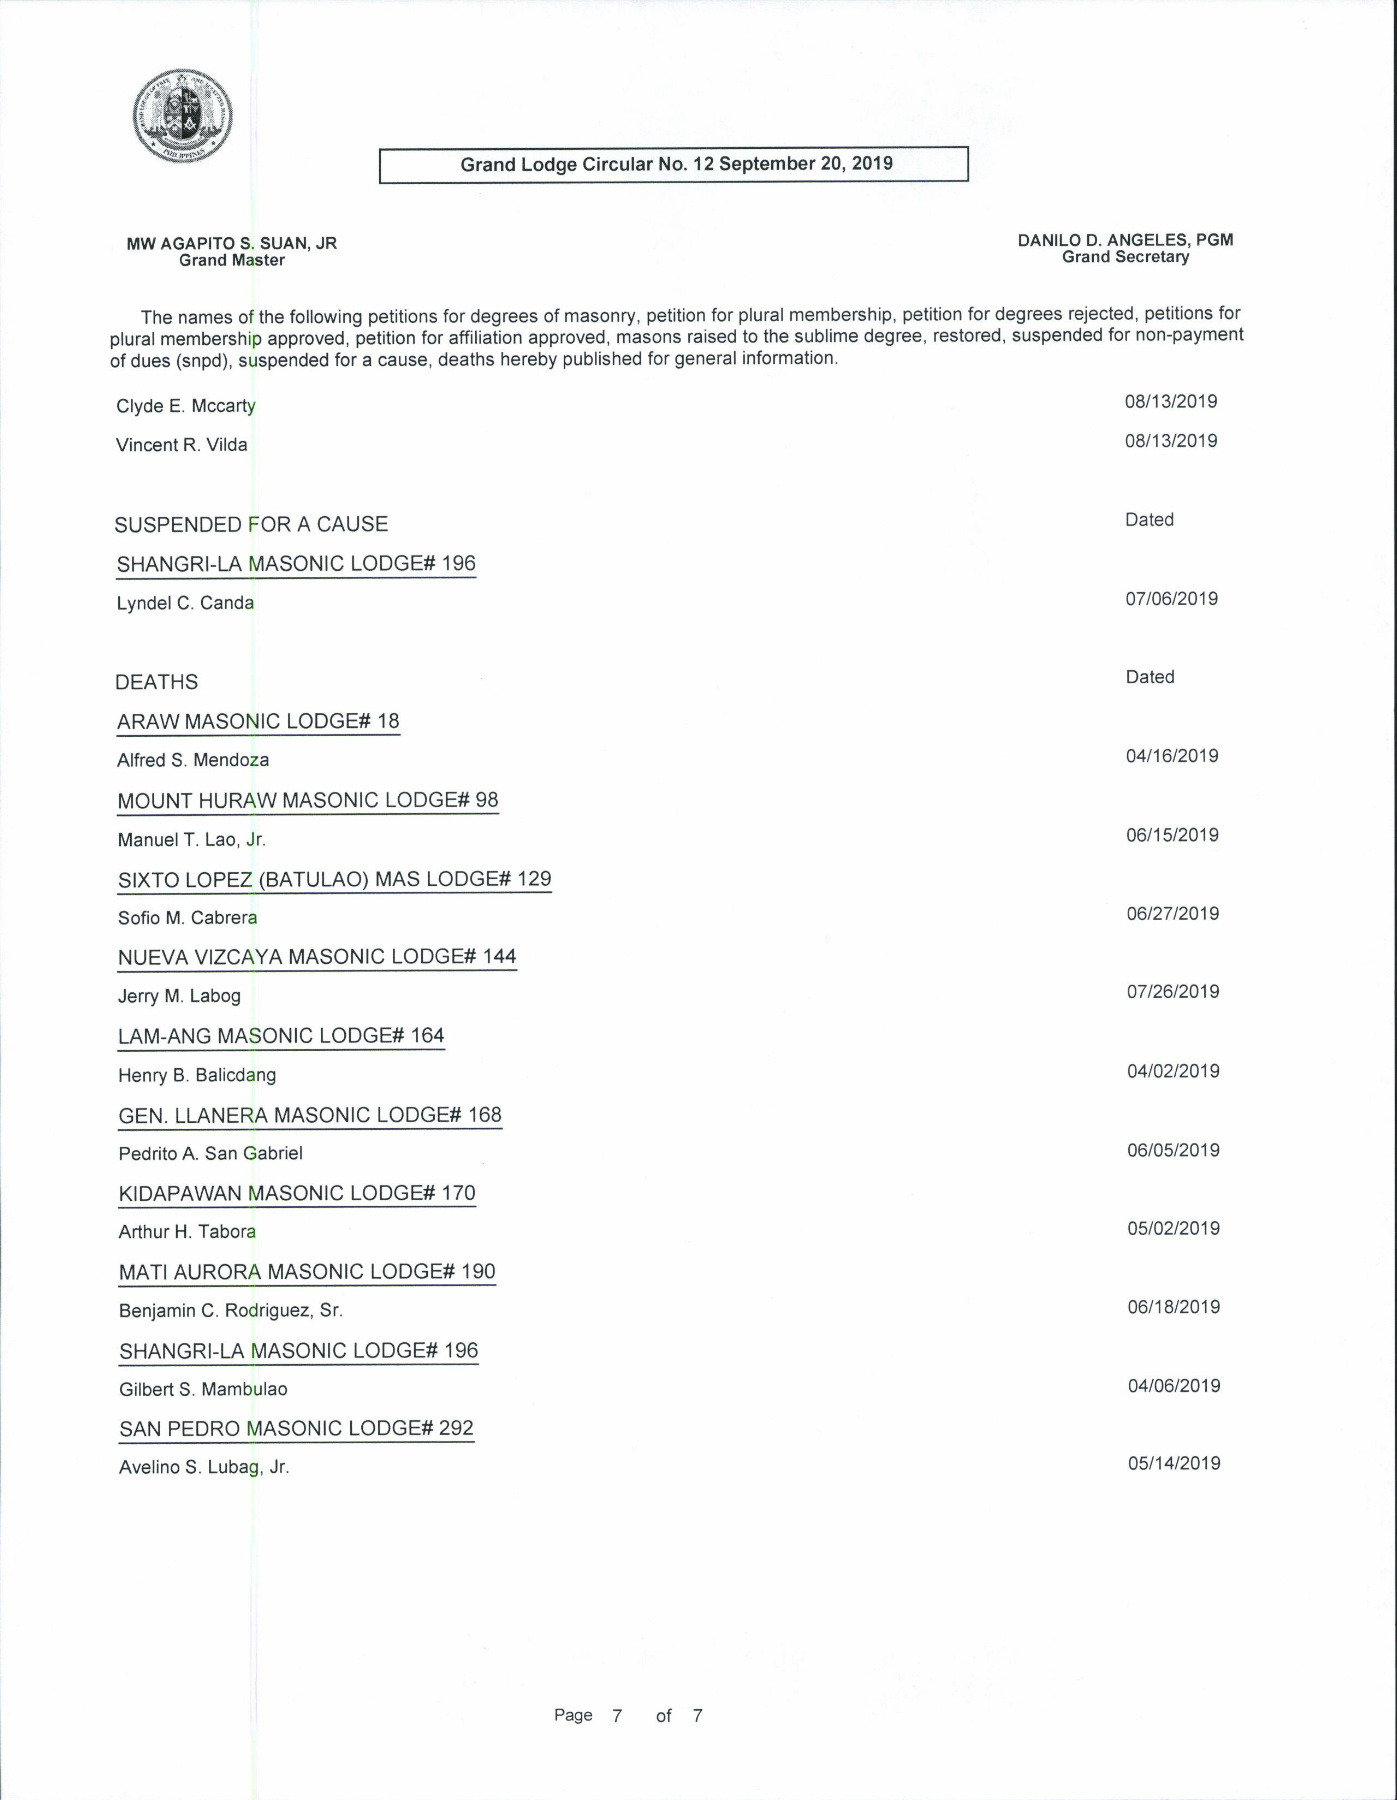 PHILIPPINES
Grand Lodge Circular No. 12 September 20, 2019
MW AGAPITO S. SUAN, JR
Grand Master
DANILO D. ANGELES, PGM
Grand Secretary
The names of the following petitions for degrees of masonry, petition for plural membership, petition for degrees rejected, petitions for
plural membership approved, petition for affiliation approved, masons raised to the sublime degree, restored, suspended for non-payment
of dues (snpd), suspended for a cause, deaths hereby published for general information.
Clyde E. Mccarty 08/13/2019
Vincent R. Vilda 08/13/2019
SUSPENDED FOR A CAUSE Dated
SHANGRI-LA MASONIC LODGE# 196
Lyndel C. Canda 07/06/2019
DEATHS Dated
ARAW MASONIC LODGE# 18
Alfred S. Mendoza 04/16/2019
MOUNT HURAW MASONIC LODGE# 98
Manuel T. Lao, Jr. 06/15/2019
SIXTO LOPEZ (BATULAO) MAS LODGE# 129
Sofio M. Cabrera 06/27/2019
NUEVA VIZCAYA MASONIC LODGE# 144
Jerry M. Labog 07/26/2019
LAM-ANG MASONIC LODGE# 164
Henry B. Balicdang 04/02/2019
GEN. LLANERA MASONIC LODGE# 168
Pedrito A. San Gabriel 06/05/2019
KIDAPAWAN MASONIC LODGE# 170
Arthur H. Tabora 05/02/2019
MATI AURORA MASONIC LODGE# 190
Benjamin C. Rodriguez, Sr. 06/18/2019
SHANGRI-LA MASONIC LODGE# 196
Gilbert S. Mambulao 04/06/2019
SAN PEDRO MASONIC LODGE# 292
Avelino S. Lubag, Jr. 05/14/2019
Page 7 of 7